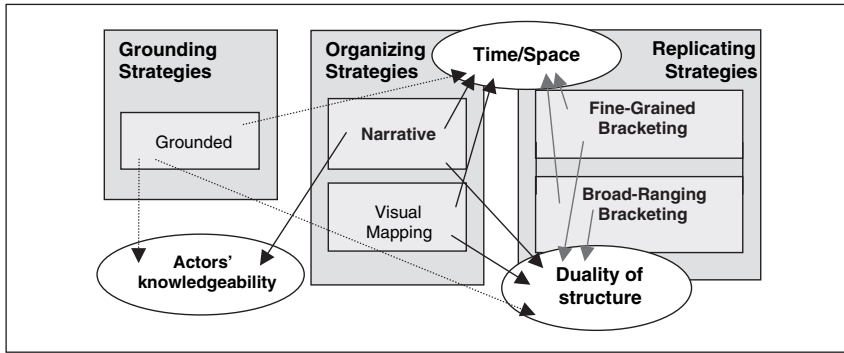 Grounding
Strategies
Grounded
Actors'
knowledgeability
Organizing
Strategies
Narrative
Visual
Mapping
Time/Space
Replicating
Strategies
Fine-Grained
Bracketing
Broad-Ranging
Bracketing
Duality of
structure